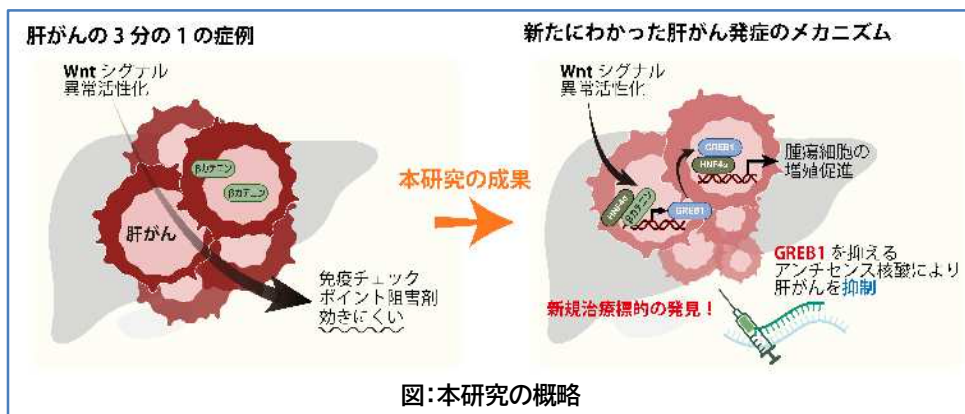 肝がんの3分の1の症例
Wnt シグナル
異常活性化
βカテニン
βカテニン
肝がん
免疫チェック
ポイント阻害剤
効きにくい
本研究の成果
新たにわかった肝がん発症のメカニズム
Wnt シグナル
異常活性化
GREB1
HNF4α
腫瘍細胞の
増殖促進
HNF4α
βカテニン
GREB1
GREB1 を抑える
アンチセンス核酸により
肝がんを抑制
新規治療標的の発見!
図:本研究の概略